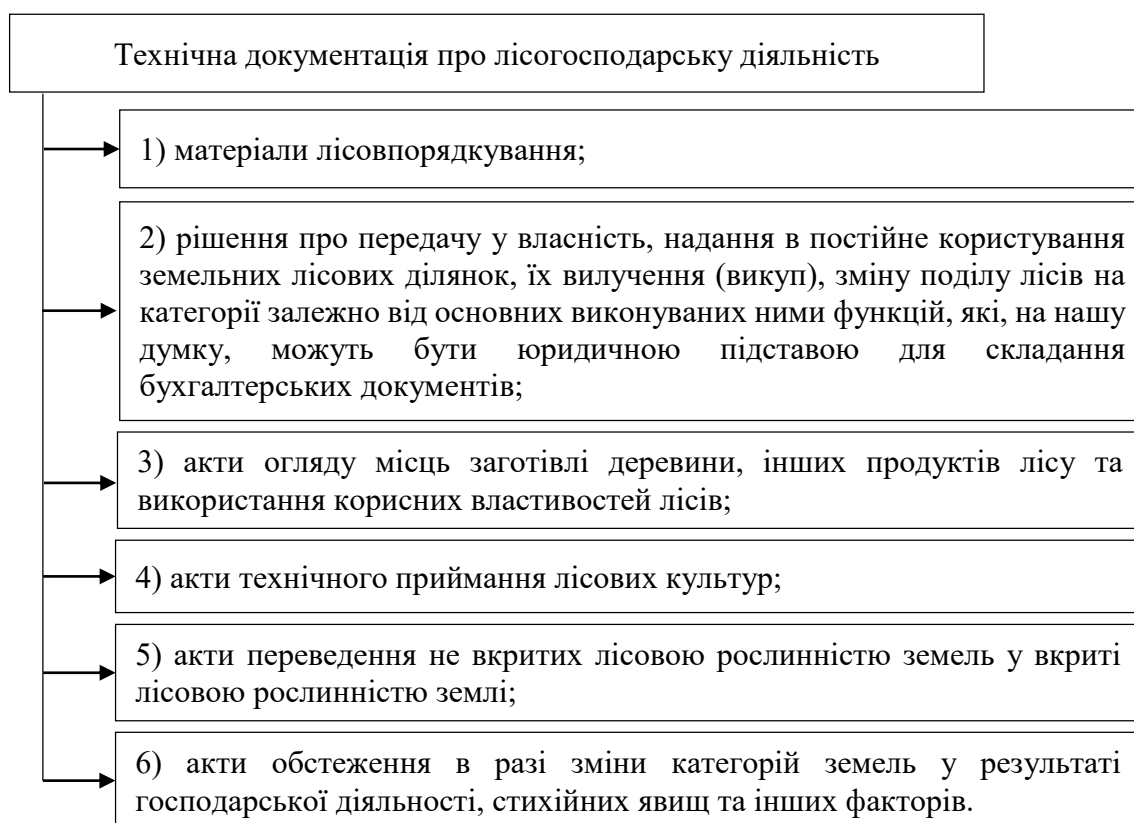 Технічна документація про лісогосподарську діяльність
1) матеріали лісовпорядкування;
2) рішення про передачу у власність, надання в постійне користування
земельних лісових ділянок, їх вилучення (викуп), зміну поділу лісів на
категорії залежно від основних виконуваних ними функцій, які, на нашу
думку, можуть бути юридичною підставою для складання
бухгалтерських документів;
3) акти огляду місць заготівлі деревини, інших продуктів лісу та
використання корисних властивостей лісів;
4) акти технічного приймання лісових культур;
5) акти переведення не вкритих лісовою рослинністю земель у вкриті
лісовою рослинністю землі;
6) акти обстеження в разі зміни категорій земель у результаті
господарської діяльності, стихійних явищ та інших факторів.